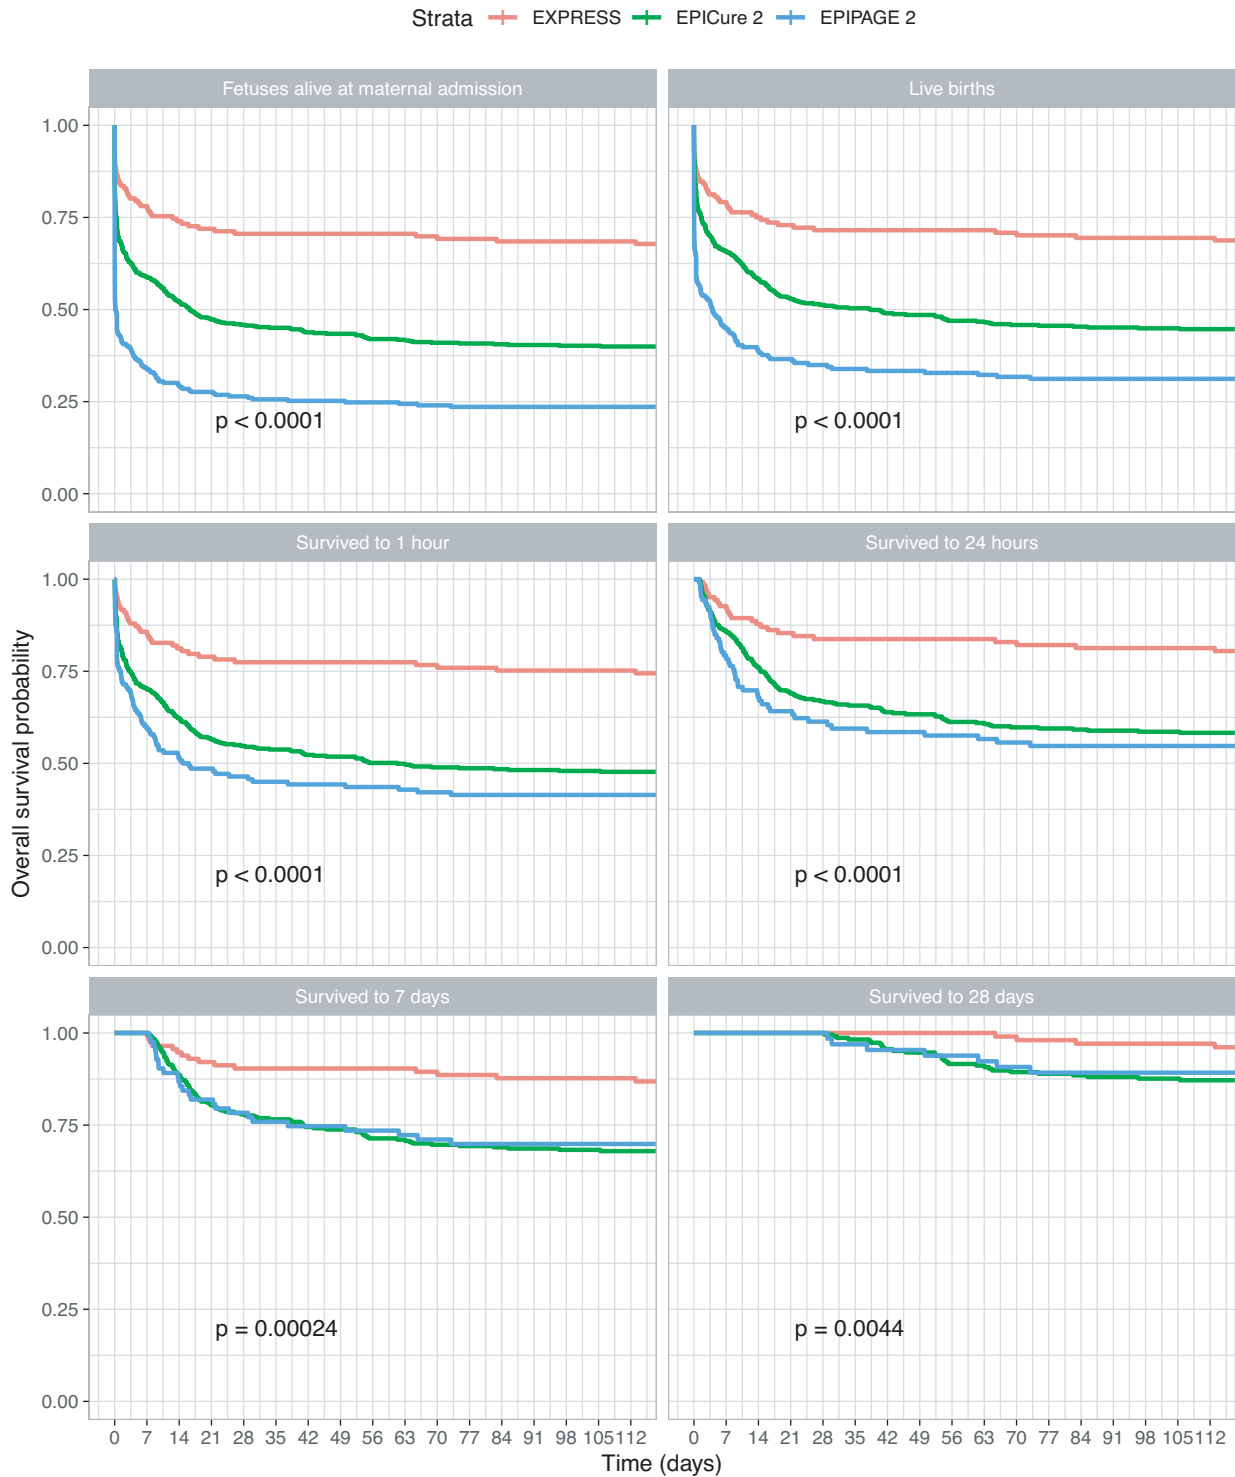 Strata EXPRESS EPICure 2 EPIPAGE 2
Fetuses alive at maternal admission
Live births
1.00
0.75
0.50
0.25
0.00
p < 0.0001
p < 0.0001
Survived to 1 hour
Survived to 24 hours
1.00
0.75
0.50
0.25
0.00
p < 0.0001
p < 0.0001
Overall survival probability
Survived to 7 days
Survived to 28 days
1.00
0.75
0.50
0.25
0.00
p = 0.00024
p = 0.0044
0 7 14 21 28 35 42 49 56 63 70 77 84 91 98 105 112
0 7 14 21 28 35 42 49 56 63 70 77 84 91 98 105 112
Time (days)